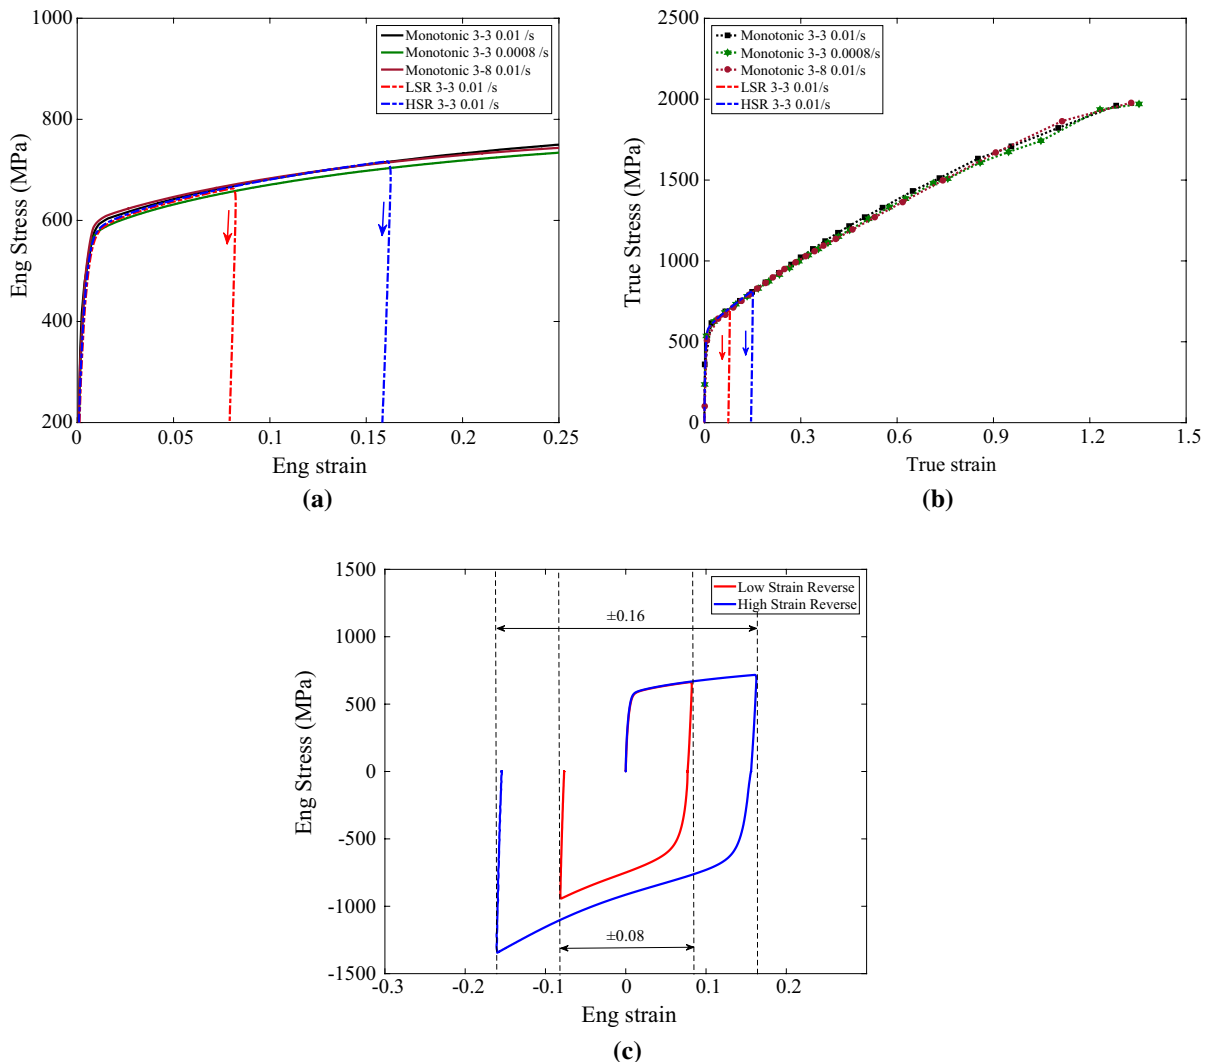 1000
800
600
400
200
Eng Stress (MPa)
Monotonic 3-3 0.01 /s
Monotonic 3-3 0.0008 /s
Monotonic 3-8 0.01/s
LSR 3-3 0.01 /s
HSR 3-3 0.01 /s
0
0.05
0.1
0.15
0.2
0.25
Eng strain
(a)
2500
2000
1500
1000
500
0
True Stress (MPa)
Monotonic 3-3 0.01/s
Monotonic 3-3 0.0008/s
Monotonic 3-8 0.01/s
LSR 3-3 0.01/s
HSR 3-3 0.01/s
0
0.3
0.6
0.9
1.2
1.5
True strain
(b)
1500
1000
500
0
-500
-1000
-1500
Eng Stress (MPa)
Low Strain Reverse
High Strain Reverse
±0.16
±0.08
-0.3
-0.2
-0.1
0
0.1
0.2
Eng strain
(c)